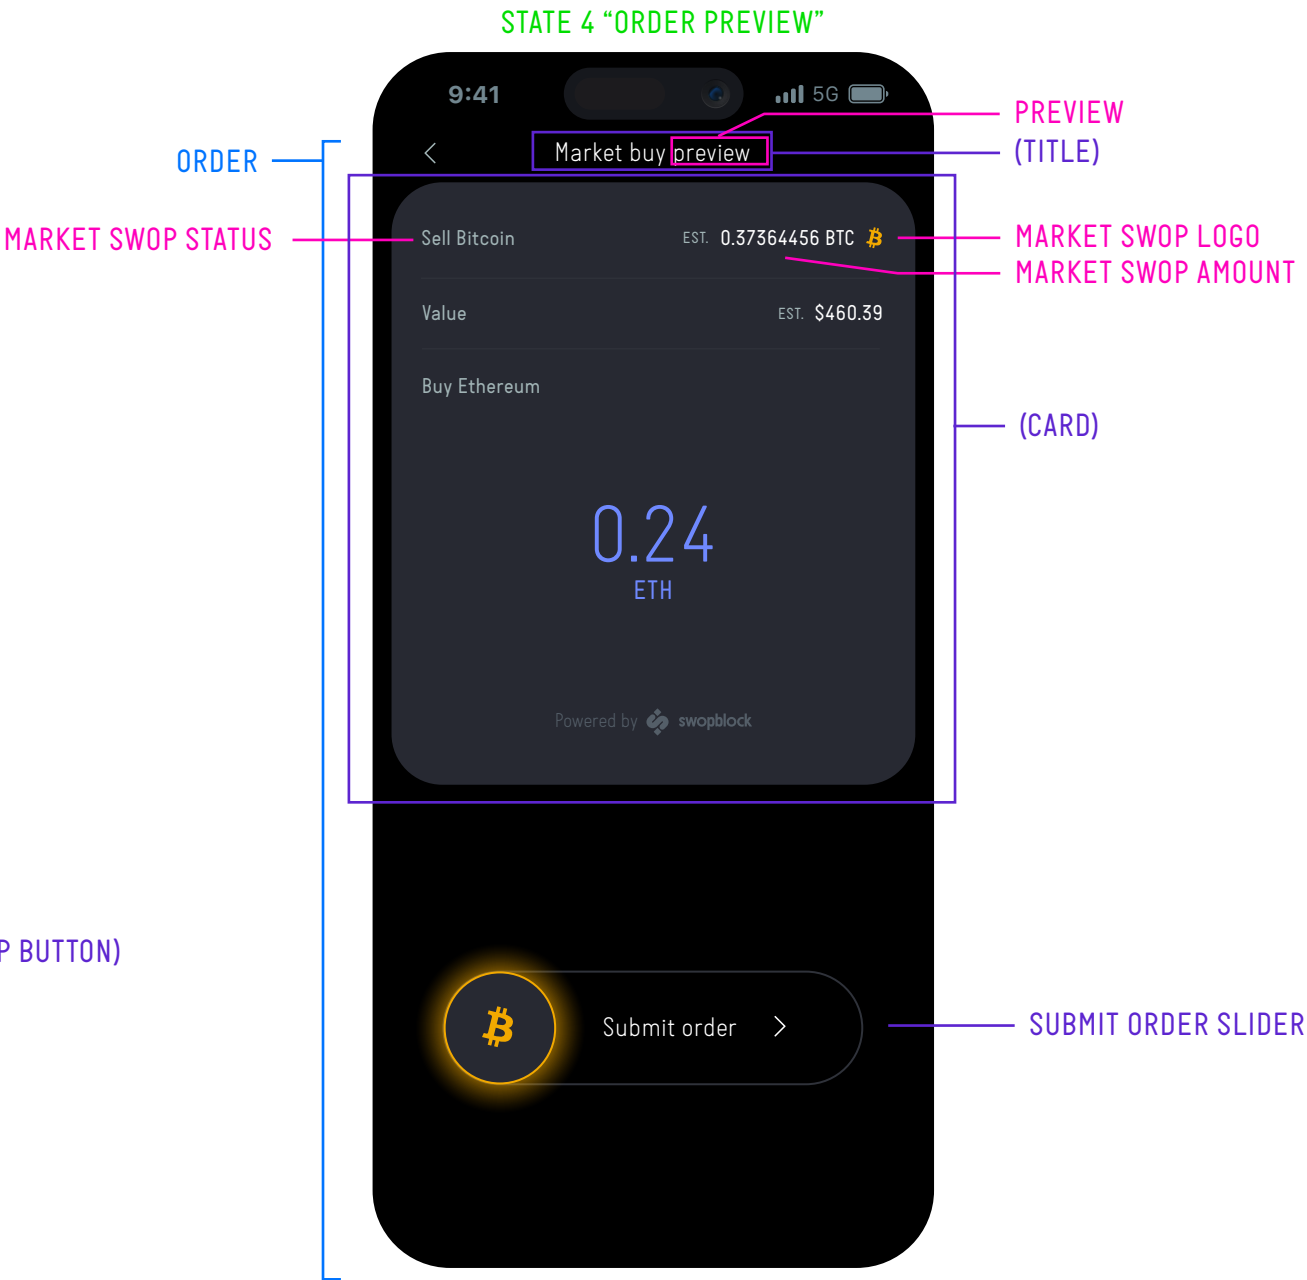 STATE 4 “ORDER PREVIEW”
9:41
5G
PREVIEW
ORDER
Market buy preview
(TITLE)
MARKET SWOP STATUS
Sell Bitcoin
EST. 0.37364456 BTC
MARKET SWOP LOGO
MARKET SWOP AMOUNT
Value
EST. $460.39
Buy Ethereum
(CARD)
0.24
ETH
Powered by swopblock
P BUTTON)
Submit order
SUBMIT ORDER SLIDER